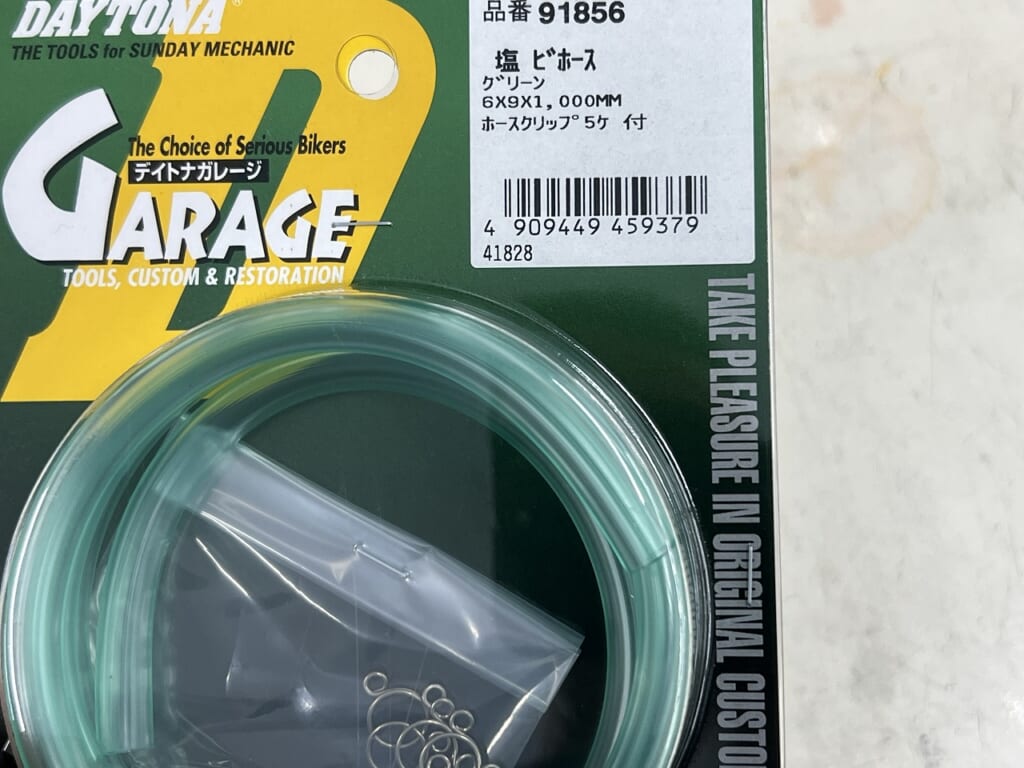 DAYTONA®
THE TOOLS for SUNDAY MECHANIC
The Choice of Serious Bikers
デイトナガレージ
GARAGE
TOOLS, CUSTOM & RESTORATION
品番 91856
塩 ビホース
グリーン
6X9X1,000MM
ホースクリップ5ケ 付
4 909449 459379
41828
TAKE PLEASURE IN ORIGINAL